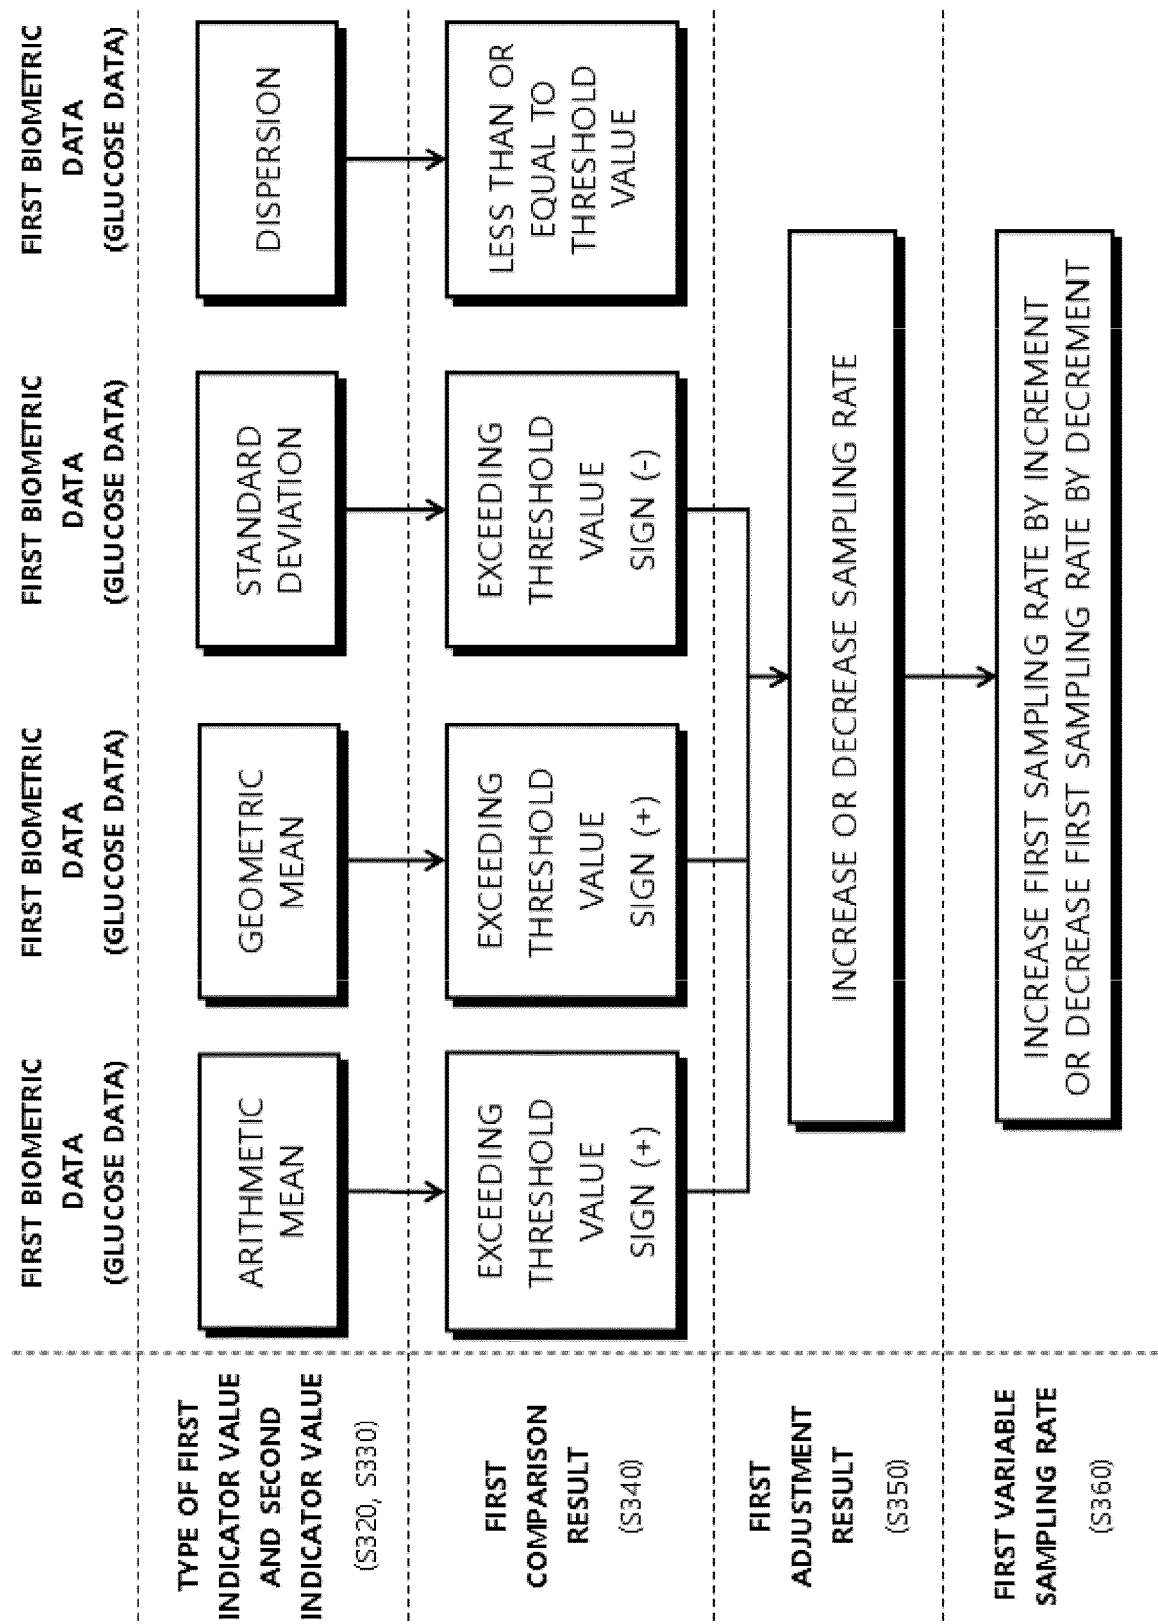 FIRST BIOMETRIC
DATA
(GLUCOSE DATA)
FIRST BIOMETRIC
DATA
(GLUCOSE DATA)
FIRST BIOMETRIC
DATA
(GLUCOSE DATA)
FIRST BIOMETRIC
DATA
(GLUCOSE DATA)
TYPE OF FIRST
INDICATOR VALUE
AND SECOND
INDICATOR VALUE
(S320, S330)
ARITHMETIC
MEAN
GEOMETRIC
MEAN
STANDARD
DEVIATION
DISPERSION
FIRST
COMPARISON
RESULT
(S340)
EXCEEDING
THRESHOLD
VALUE
SIGN (+)
EXCEEDING
THRESHOLD
VALUE
SIGN (+)
EXCEEDING
THRESHOLD
VALUE
SIGN (-)
LESS THAN OR
EQUAL TO
THRESHOLD
VALUE
FIRST
ADJUSTMENT
RESULT
(S350)
INCREASE OR DECREASE SAMPLING RATE
FIRST VARIABLE
SAMPLING RATE
(S360)
INCREASE FIRST SAMPLING RATE BY INCREMENT
OR DECREASE FIRST SAMPLING RATE BY DECREMENT